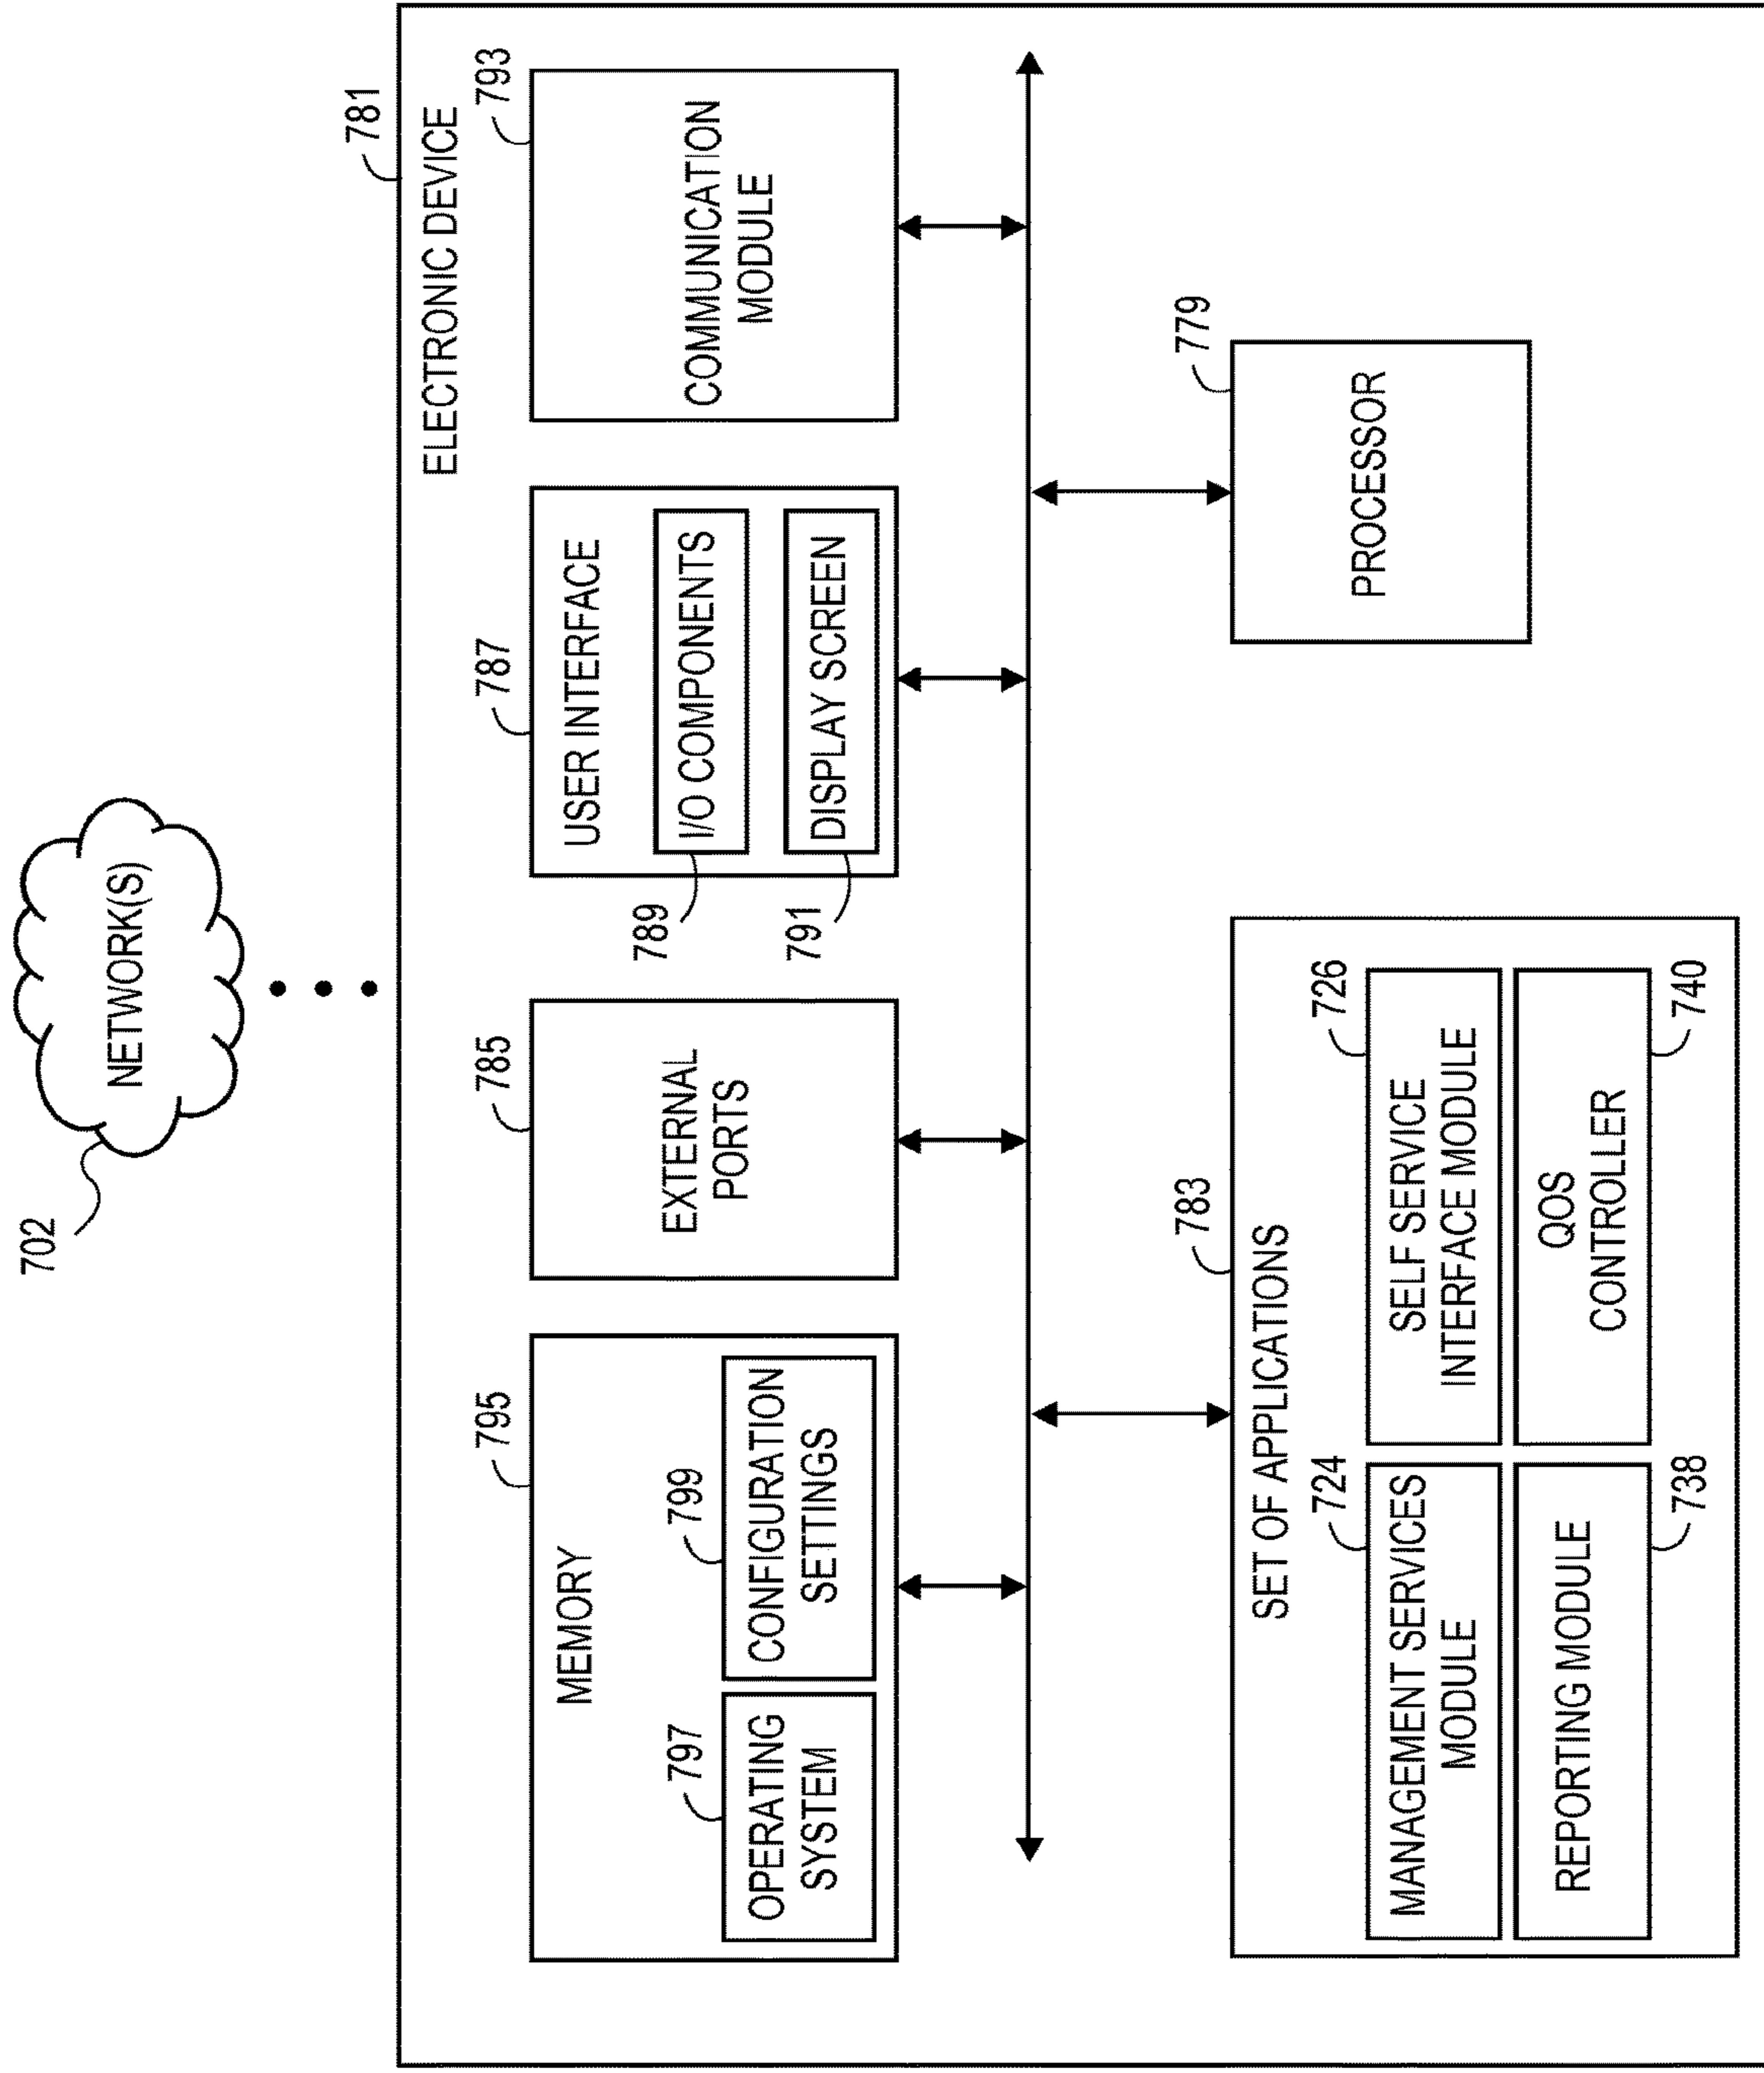 702
NETWORK(S)
781
ELECTRONIC DEVICE
795
MEMORY
797
OPERATING
SYSTEM
799
CONFIGURATION
SETTINGS
785
EXTERNAL
PORTS
787
USER INTERFACE
789
I/O COMPONENTS
791
DISPLAY SCREEN
793
COMMUNICATION
MODULE
783
SET OF APPLICATIONS
724
MANAGEMENT SERVICES
MODULE
726
SELF SERVICE
INTERFACE MODULE
REPORTING MODULE
738
QOS
CONTROLLER
740
779
PROCESSOR